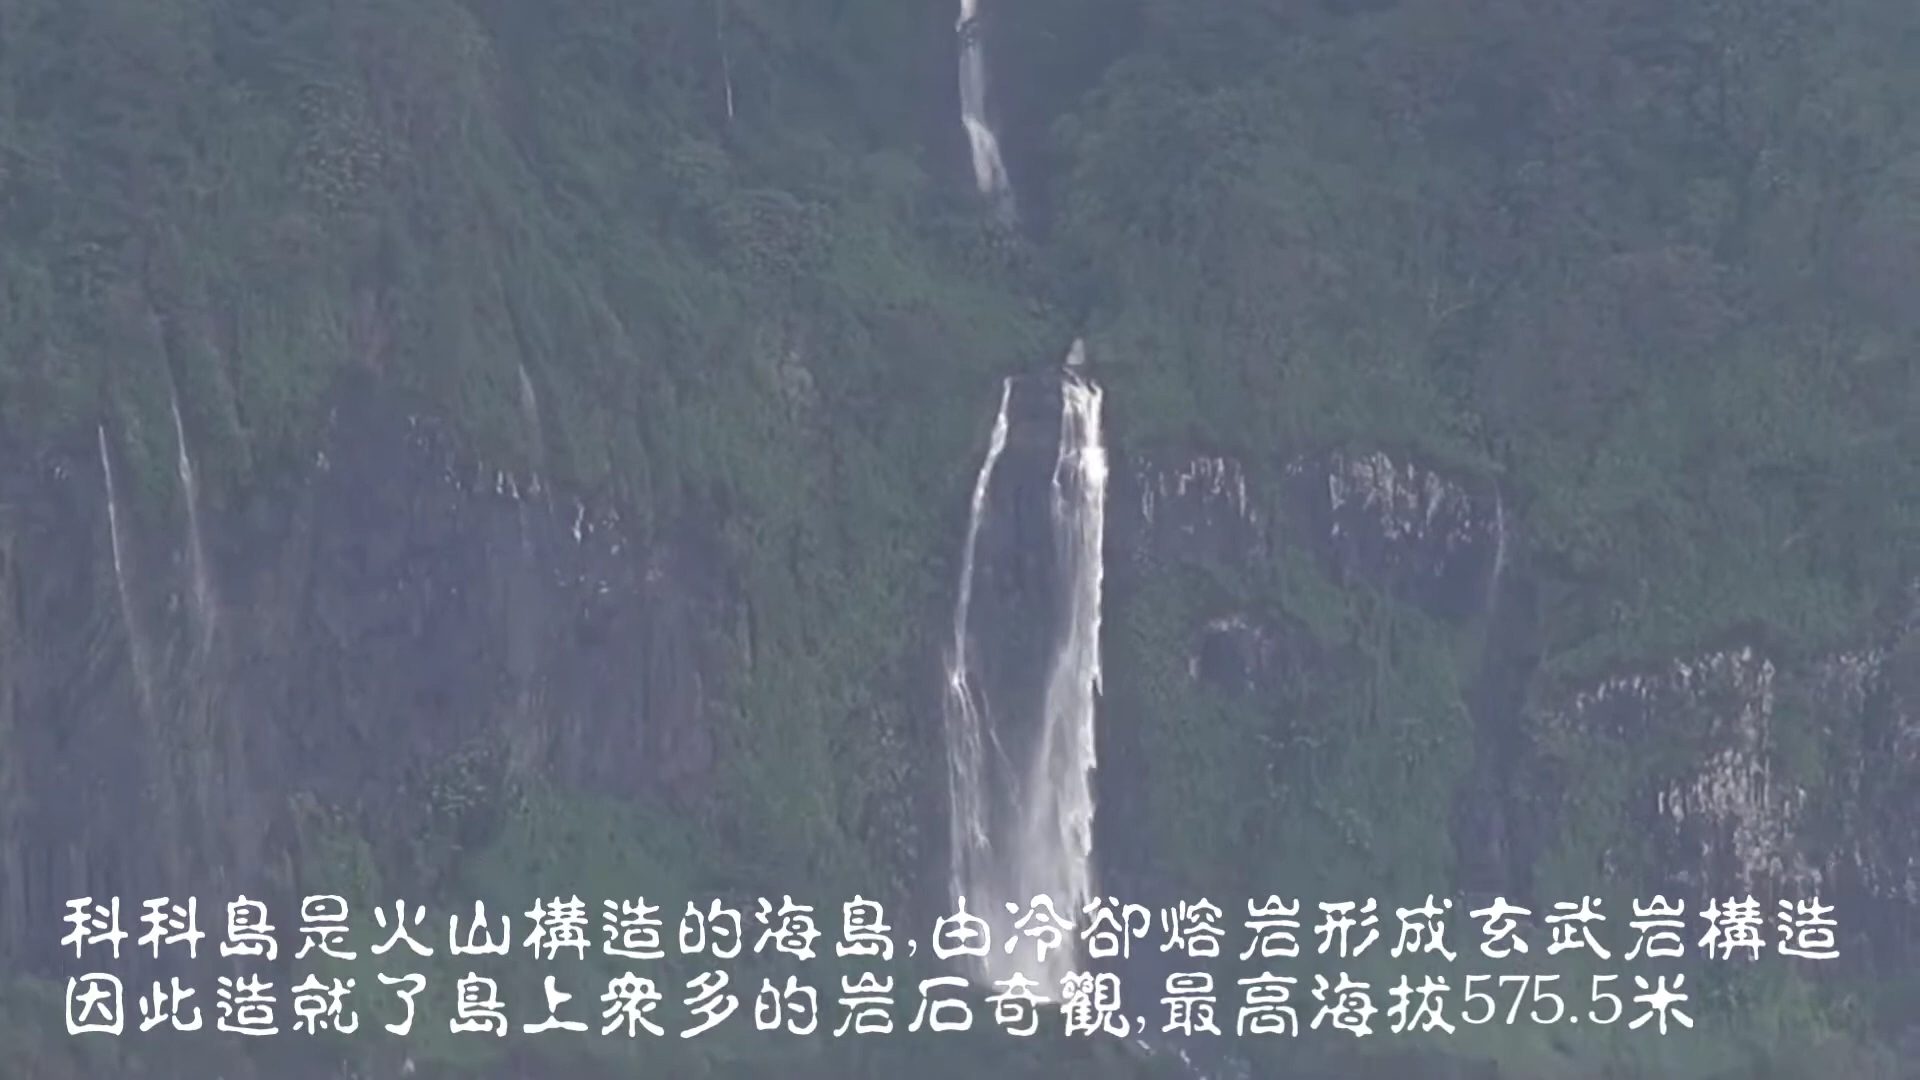 科科島是火山構造的海島,由冷卻熔岩形成玄武岩構造
因此造就了島上眾多的岩石奇觀,最高海拔575.5米